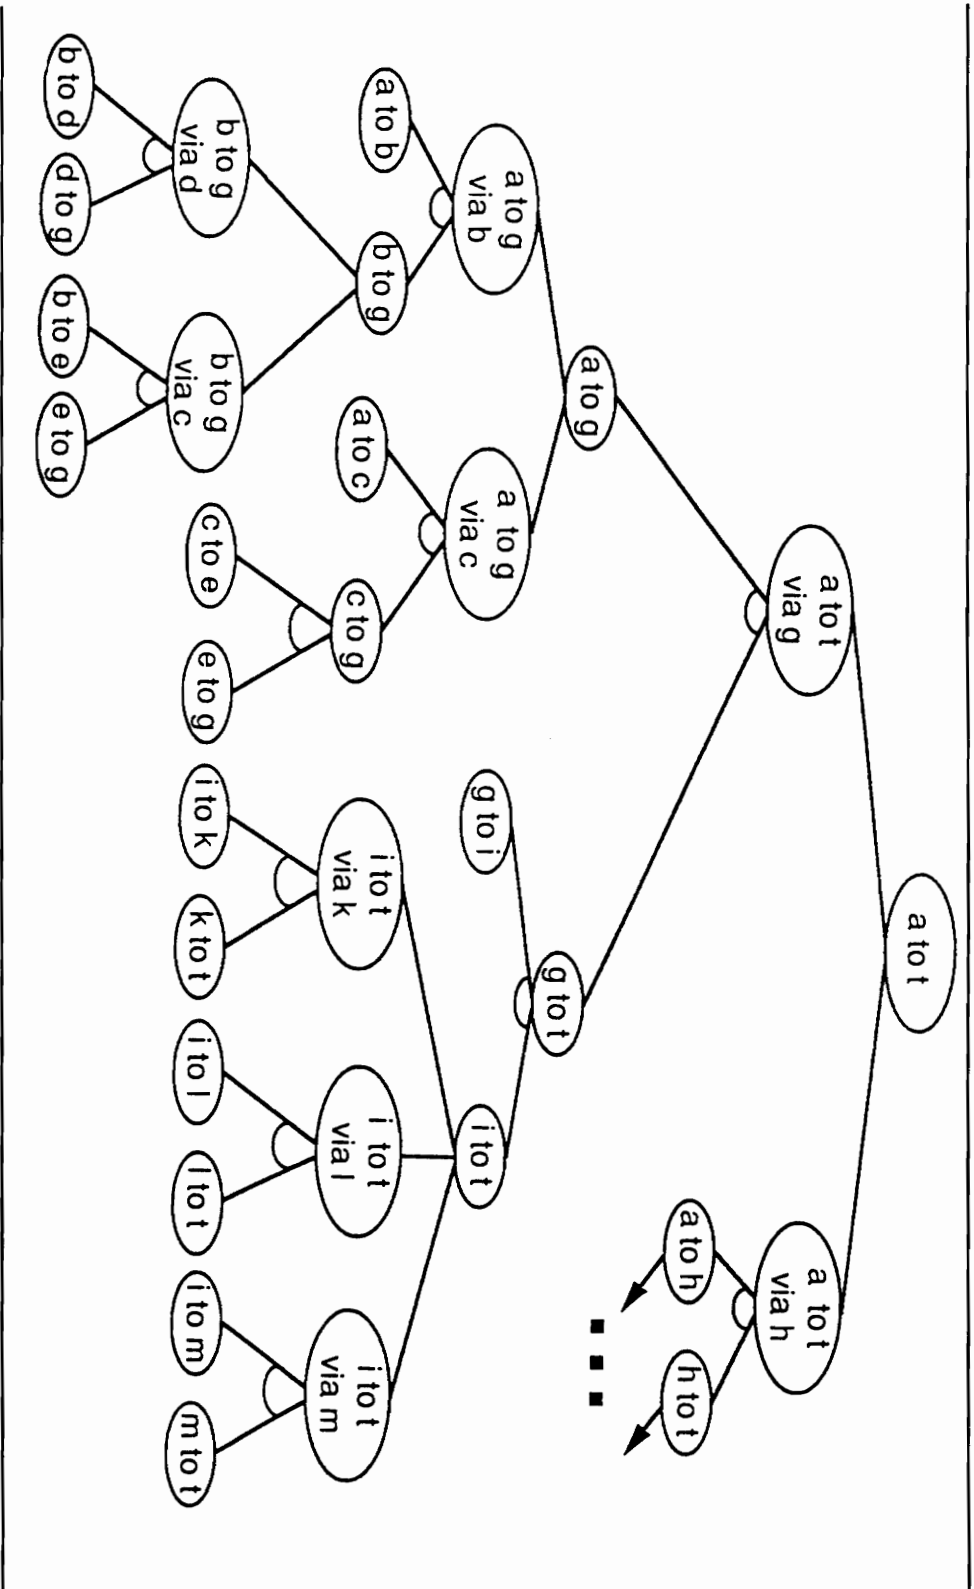 a to t
a to t
via g
a to t
via h
a to g
g to t
a to h
h to t
a to g
via b
a to g
via c
g to i
i to t
a to b
b to g
a to c
c to g
i to t
via k
i to t
via l
i to t
via m
b to g
via d
b to g
via c
c to e
e to g
i to k
k to t
i to l
l to t
i to m
m to t
b to d
d to g
b to e
e to g